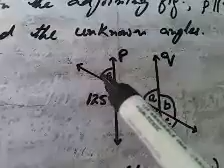 n the adjoining fig, p||
d the unknown angles.
p q
125
a b